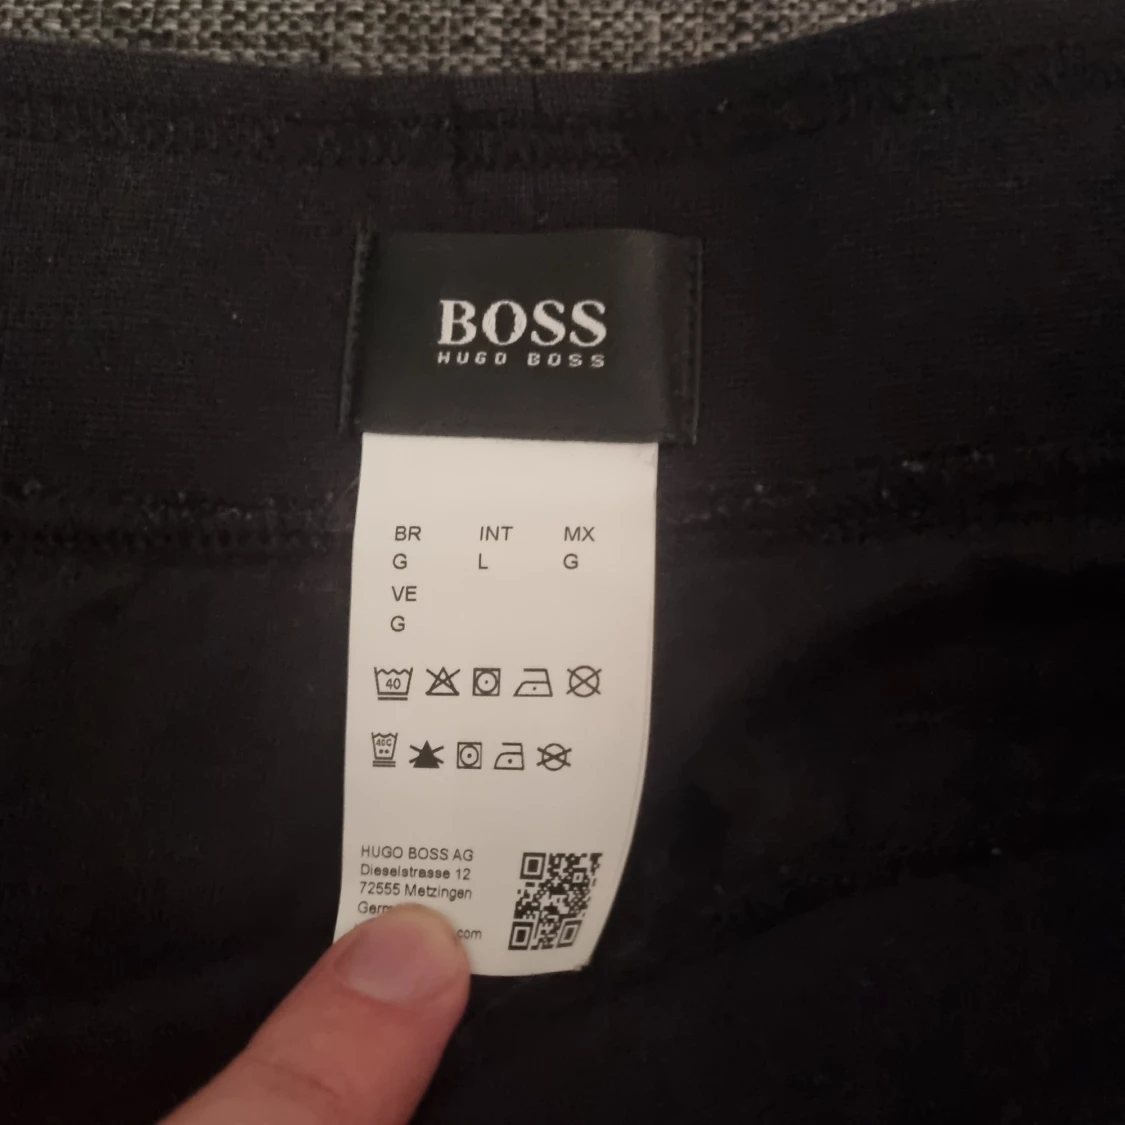 BOSS
HUGO BOSS
BR INT MX
G L G
VE
G
40
40C
HUGO BOSS AG
Dieselstrasse 12
72555 Metzingen
com